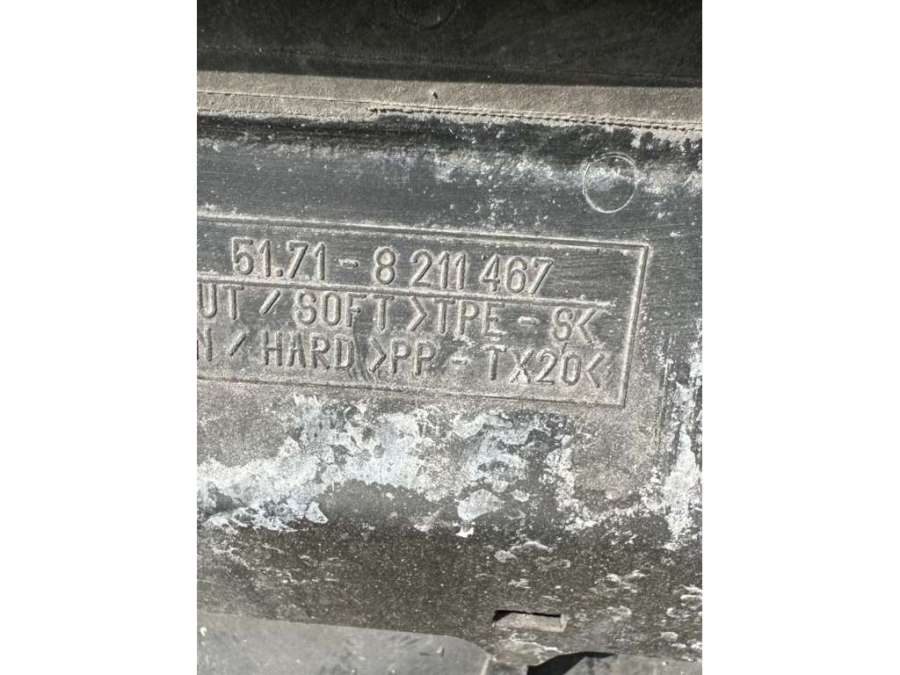 51.71-8 211 467
UT / SOFT >TPE - S<
N / HARD >PP - TX20<